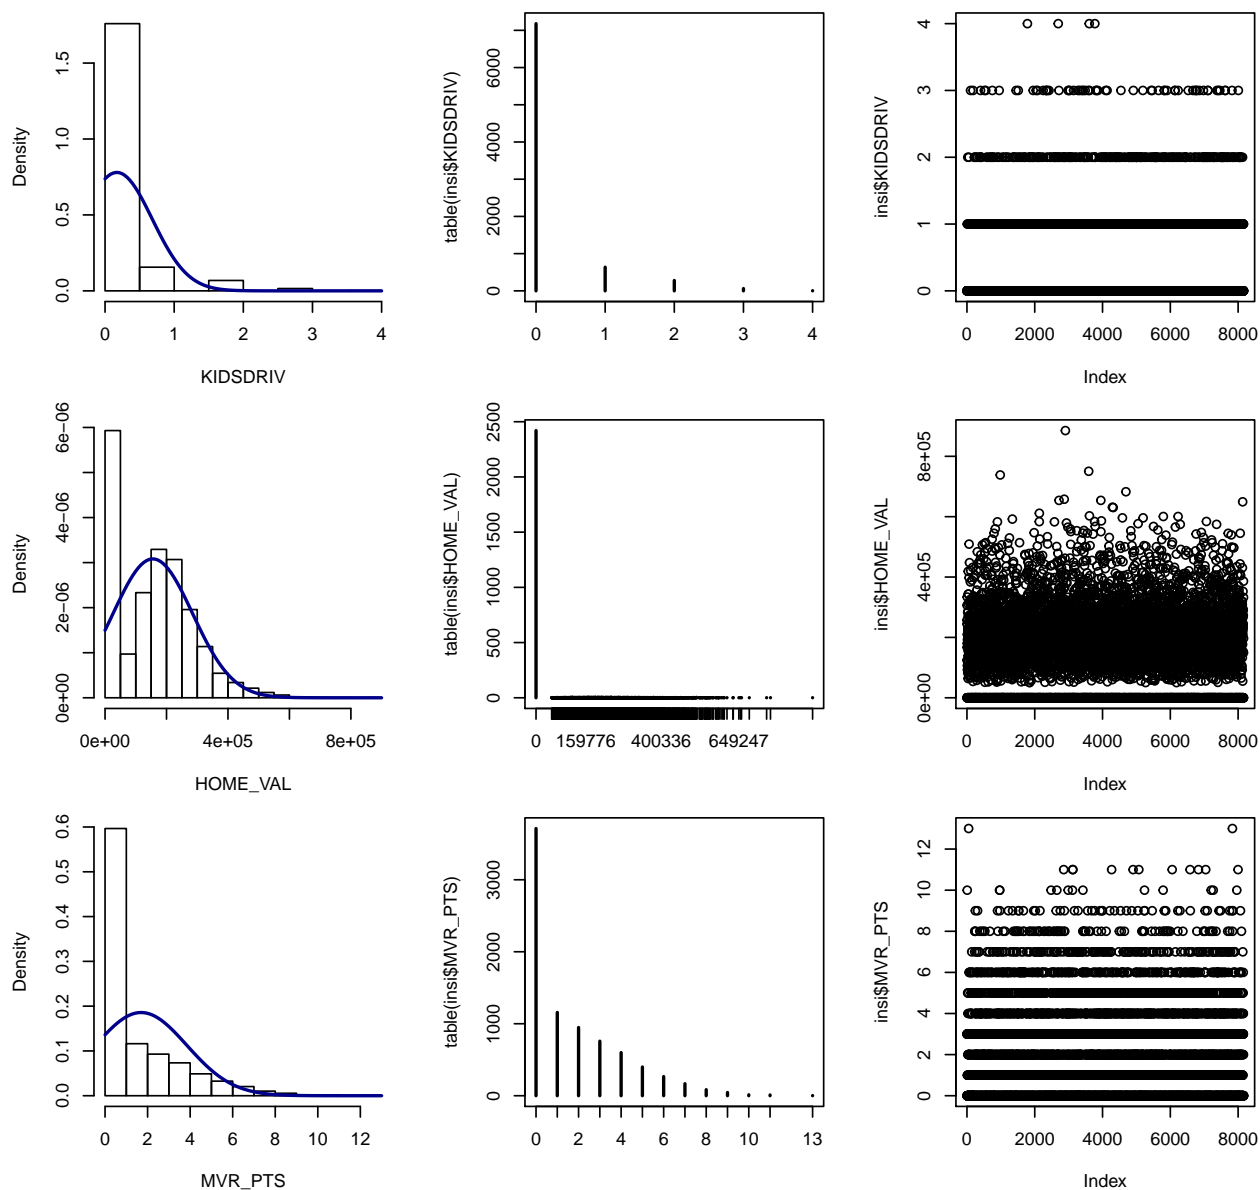 Density
0.0 0.5 1.0 1.5
0 1 2 3 4
KIDSDRIV
table(insi$KIDSDRIV)
0 2000 4000 6000
0 1 2 3 4
insi$KIDSDRIV
0 1 2 3 4
0 2000 4000 6000 8000
Index
Density
0e+00 2e−06 4e−06 6e−06
0e+00 4e+05 8e+05
HOME_VAL
table(insi$HOME_VAL)
0 500 1000 1500 2000 2500
0 159776 400336 649247
insi$HOME_VAL
0e+00 4e+05 8e+05
0 2000 4000 6000 8000
Index
Density
0.0 0.1 0.2 0.3 0.4 0.5 0.6
0 2 4 6 8 10 12
MVR_PTS
table(insi$MVR_PTS)
0 1000 2000 3000
0 2 4 6 8 10 13
insi$MVR_PTS
0 2 4 6 8 10 12
0 2000 4000 6000 8000
Index